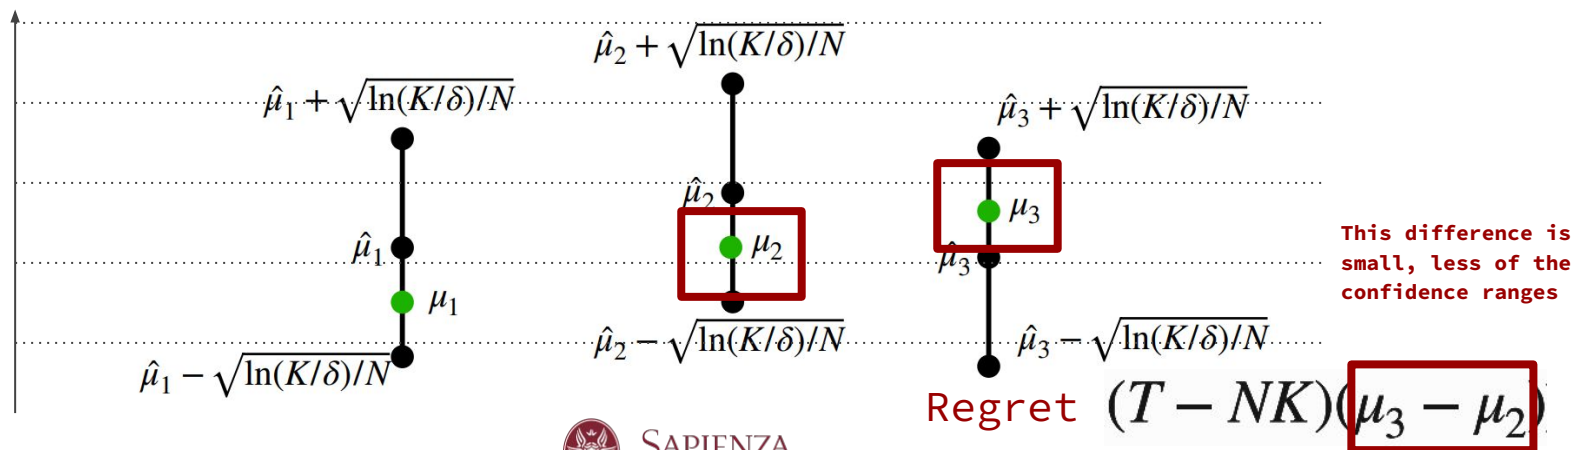 μ̂₂ + √ln(K/δ)/N
μ̂₁ + √ln(K/δ)/N
μ̂₃ + √ln(K/δ)/N
μ̂₂
μ₃
μ̂₁
μ₂
μ̂₃
This difference is
small, less of the
confidence ranges
μ₁
μ̂₂ − √ln(K/δ)/N
μ̂₃ − √ln(K/δ)/N
μ̂₁ − √ln(K/δ)/N
Regret (T − NK)(μ₃ − μ₂)
SAPIENZA